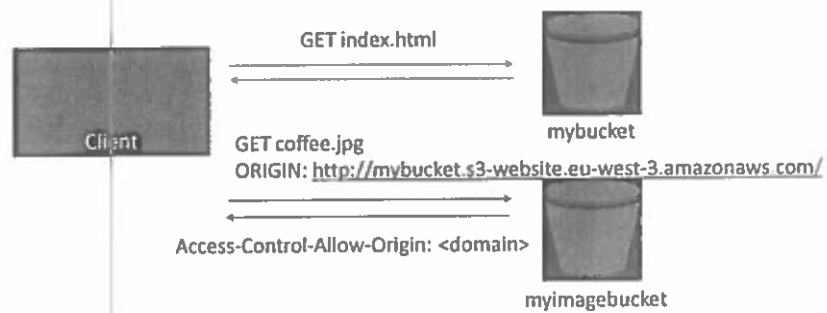 GET index.html
Client
mybucket
GET coffee.jpg
ORIGIN: http://mybucket.s3-website.eu-west-3.amazonaws.com/
Access-Control-Allow-Origin: <domain>
myimagebucket